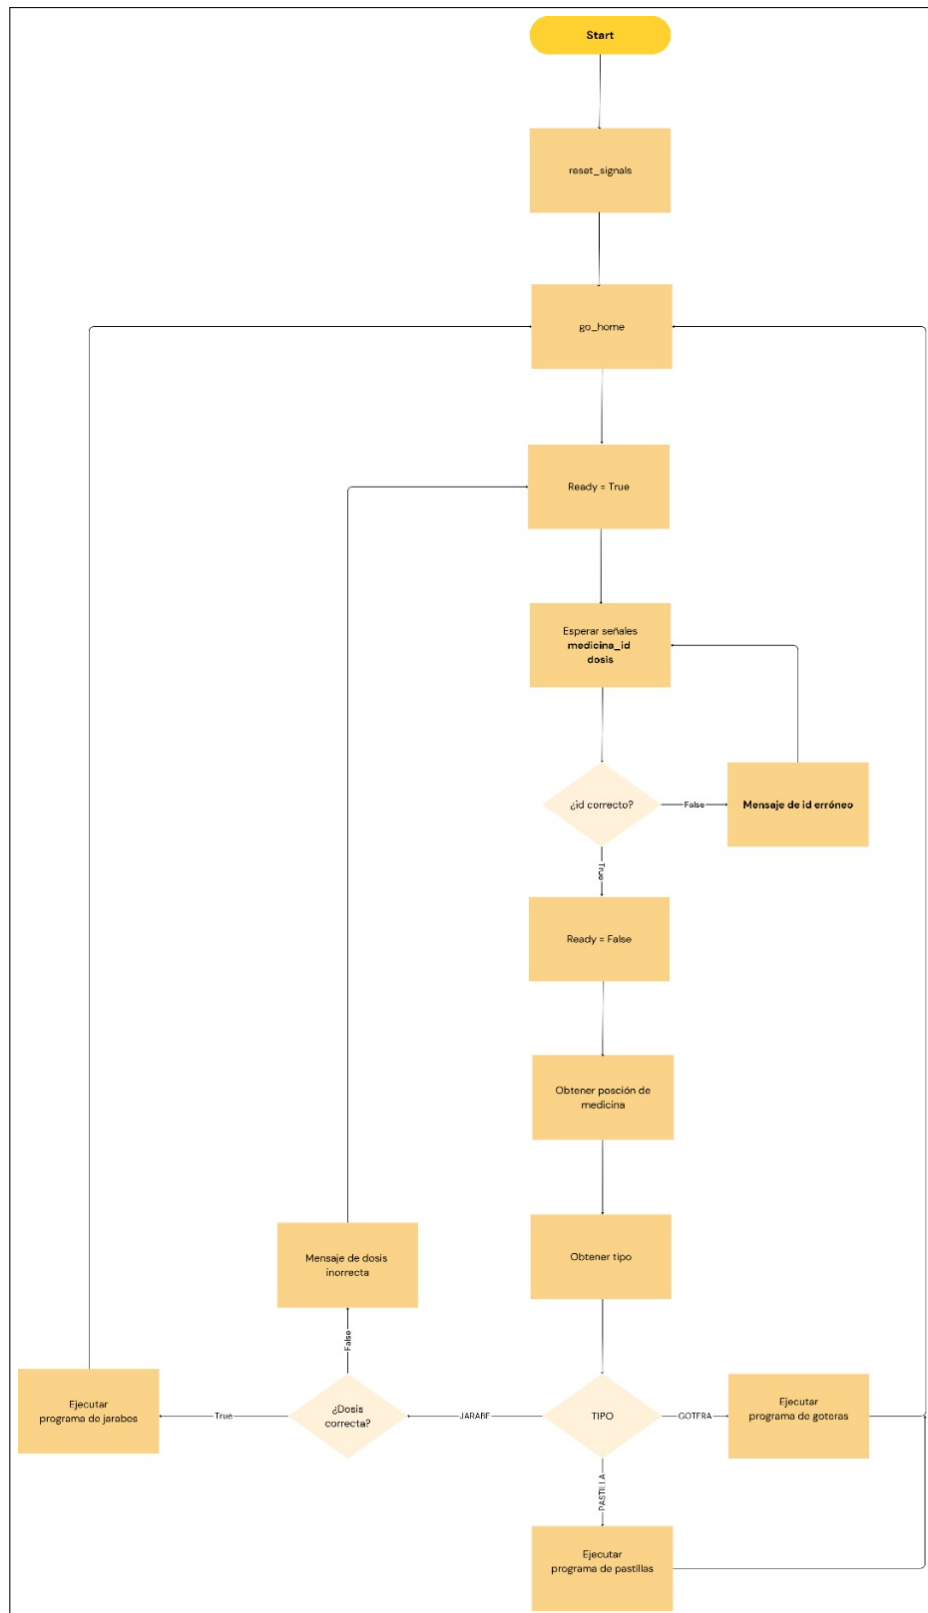 Start
reset_signals
go_home
Ready = True
Esperar señales
medicina_id
dosis
¿id correcto?
False
Mensaje de id erróneo
True
Ready = False
Obtener posción de
medicina
Obtener tipo
Mensaje de dosis
inorrecta
False
Ejecutar
programa de jarabes
True
¿Dosis
correcta?
JARABE
TIPO
GOTERA
Ejecutar
programa de goteras
PASTILLA
Ejecutar
programa de pastillas